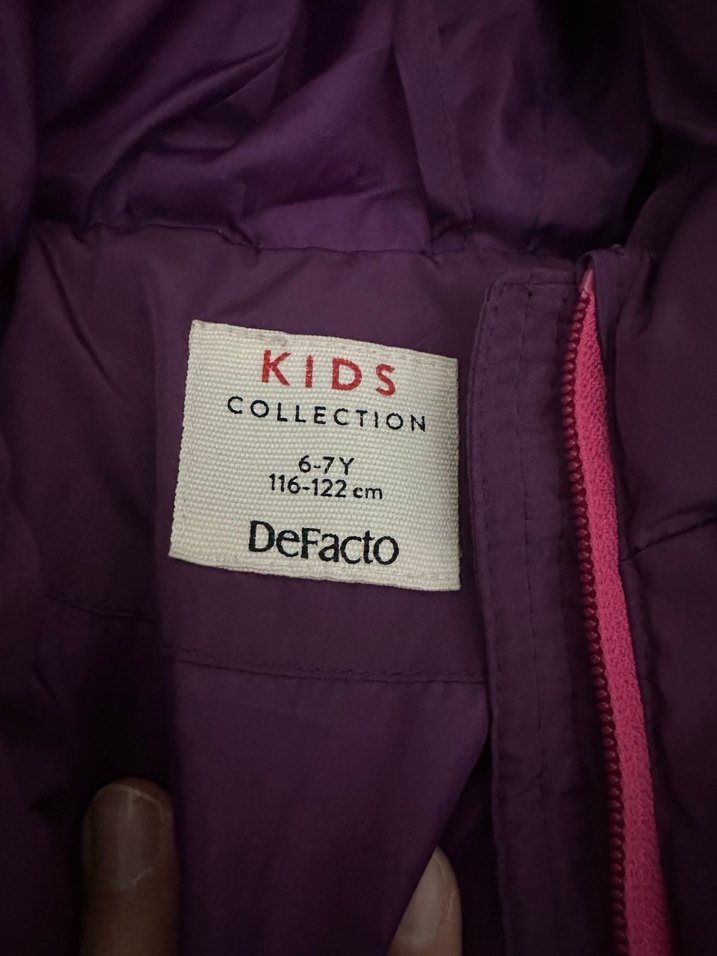 KIDS
COLLECTION
6-7Y
116-122 cm
DeFacto